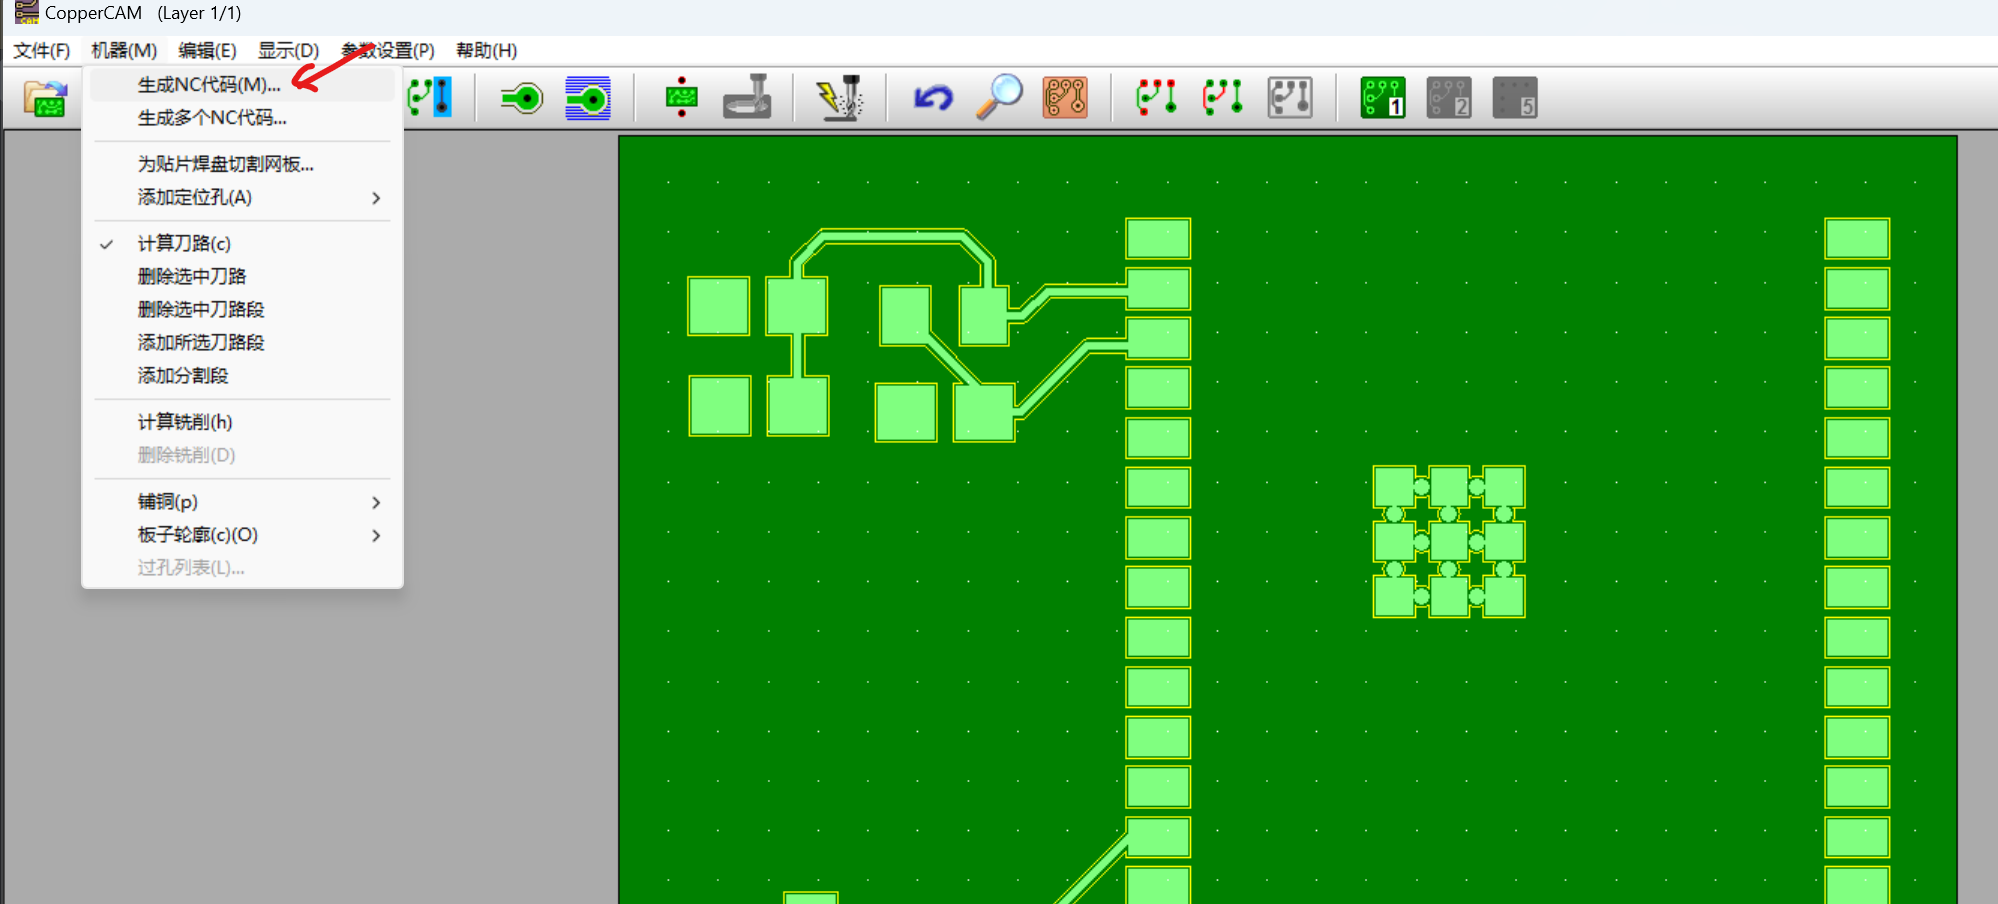 CopperCAM (Layer 1/1)
文件(F) 机器(M) 编辑(E) 显示(D) 参数设置(P) 帮助(H)
生成NC代码(M)...
生成多个NC代码...
为贴片焊盘切割网板...
添加定位孔(A)
计算刀路(c)
删除选中刀路
删除选中刀路段
添加所选刀路段
添加分割段
计算铣削(h)
删除铣削(D)
铺铜(p)
板子轮廓(c)(O)
过孔列表(L)...
1 2 5